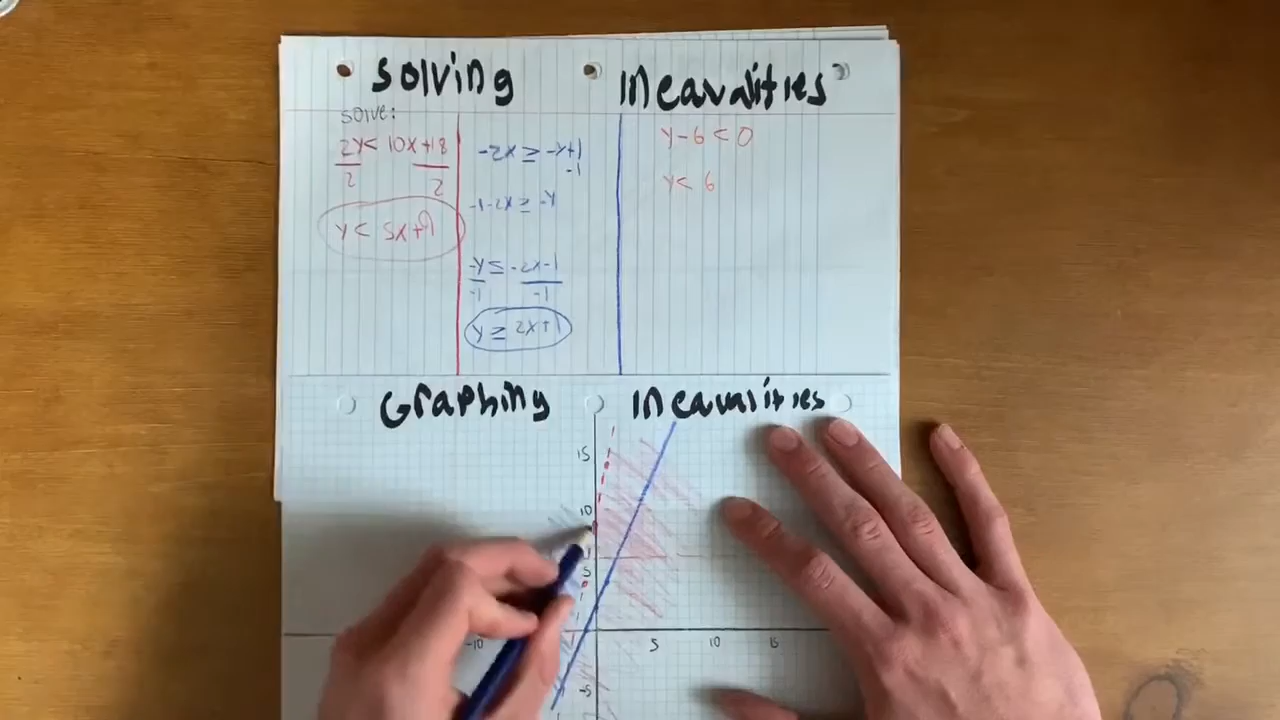 Solving Inequalities
solve:
2y < 10x+18
2 2
y < 5x+9
-2x ≥ -y+1
-1
-2x-1 ≥ -y
-y ≤ -2x-1
-1 -1
y ≥ 2x+1
y-6 < 0
y < 6
Graphing Inequalities
15
10
5
-10 5 10 15
-5